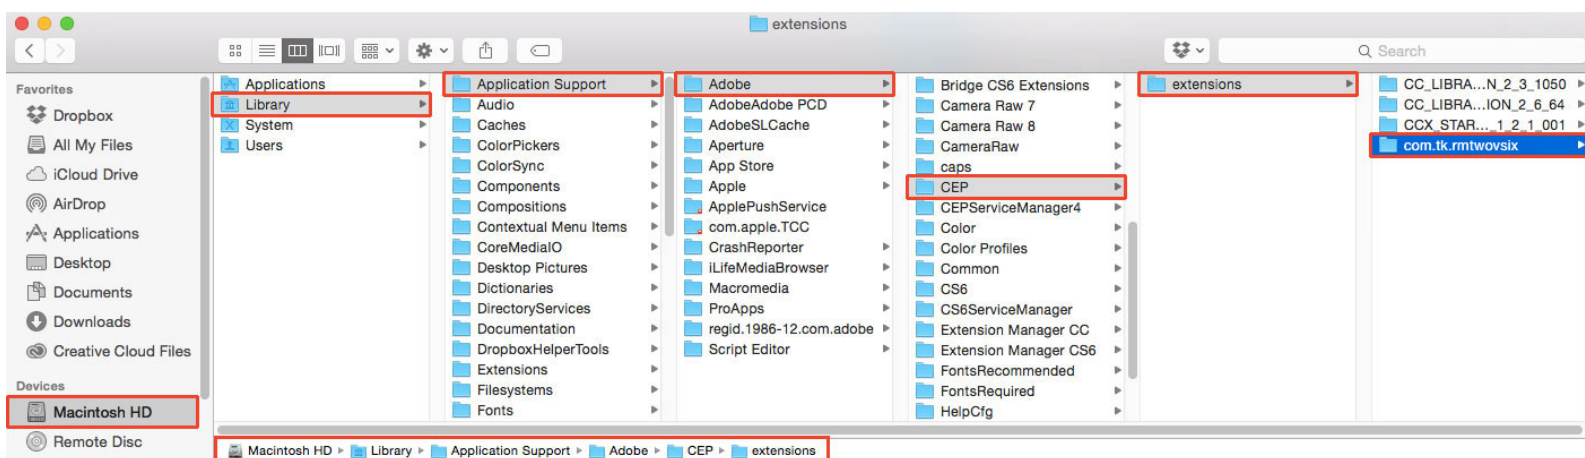 extensions
Search
Favorites
Dropbox
All My Files
iCloud Drive
AirDrop
Applications
Desktop
Documents
Downloads
Creative Cloud Files
Devices
Macintosh HD
Remote Disc
Applications
Library
System
Users
Application Support
Audio
Caches
ColorPickers
ColorSync
Components
Compositions
Contextual Menu Items
CoreMediaIO
Desktop Pictures
Dictionaries
DirectoryServices
Documentation
DropboxHelperTools
Extensions
Filesystems
Fonts
Adobe
AdobeAdobe PCD
AdobeSLCache
Aperture
App Store
Apple
ApplePushService
com.apple.TCC
CrashReporter
iLifeMediaBrowser
Macromedia
ProApps
regid.1986-12.com.adobe
Script Editor
Bridge CS6 Extensions
Camera Raw 7
Camera Raw 8
CameraRaw
caps
CEP
CEPServiceManager4
Color
Color Profiles
Common
CS6
CS6ServiceManager
Extension Manager CC
Extension Manager CS6
FontsRecommended
FontsRequired
HelpCfg
extensions
CC_LIBRA...N_2_3_1050
CC_LIBRA...ION_2_6_64
CCX_STAR..._1_2_1_001
com.tk.rmtwovsix
Macintosh HD ▸ Library ▸ Application Support ▸ Adobe ▸ CEP ▸ extensions